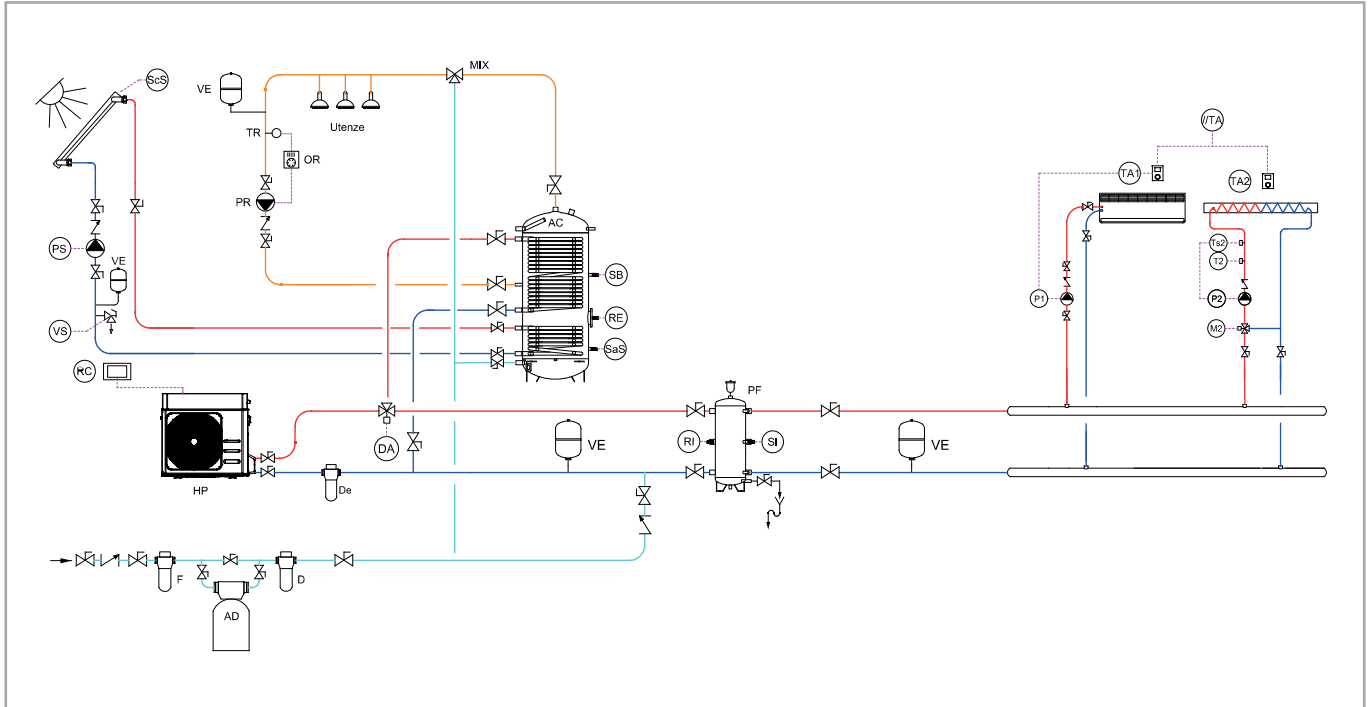 ScS
VE
MIX
Utenze
TR
OR
PR
AC
PS
VE
VS
SB
RE
SaS
RC
HP
De
DA
VE
PF
RI
SI
VE
//TA
TA1
TA2
Ts2
T2
P1
P2
M2
F
D
AD